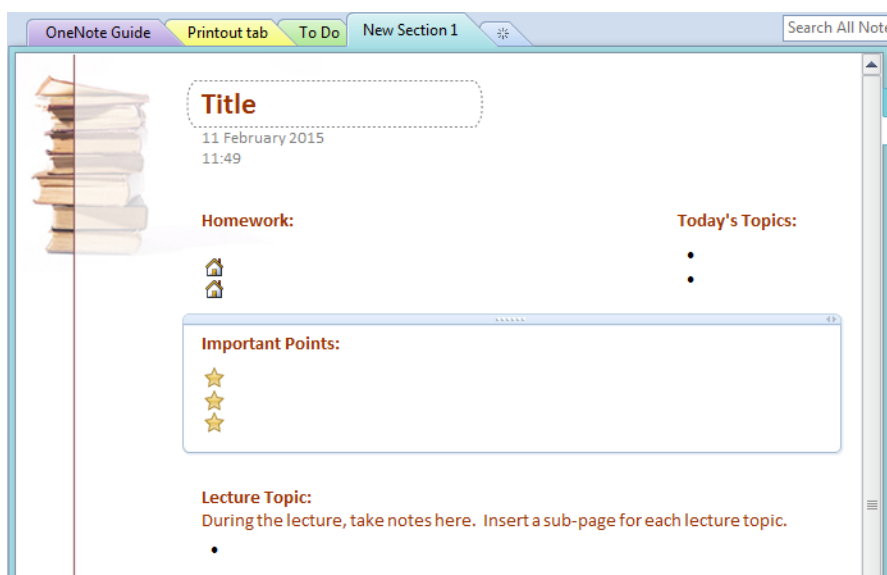 OneNote Guide Printout tab To Do New Section 1
Search All Note
Title
11 February 2015
11:49
Homework:
Today's Topics:
•
•
Important Points:
Lecture Topic:
During the lecture, take notes here. Insert a sub-page for each lecture topic.
•